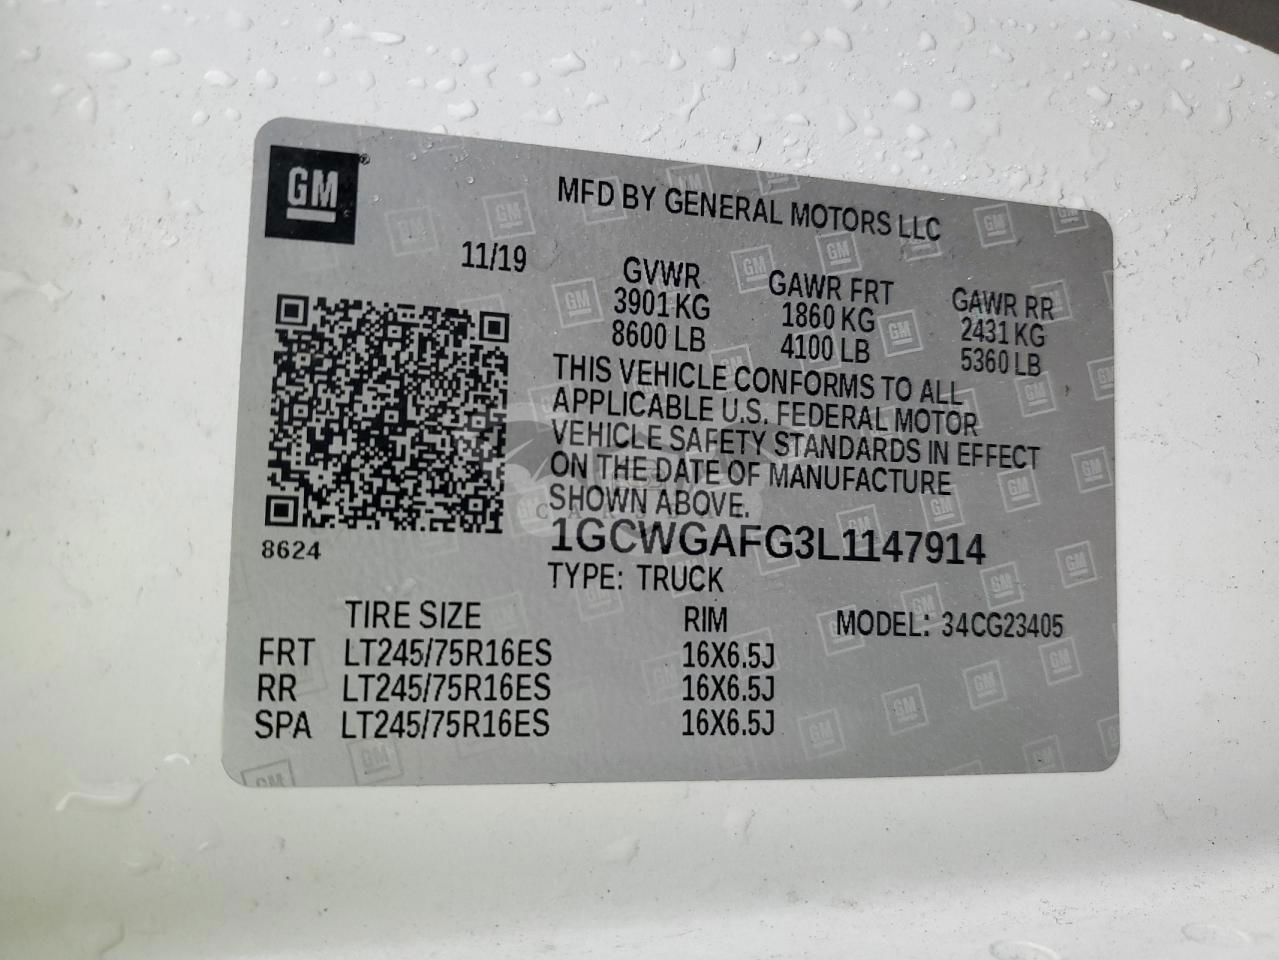 GM
MFD BY GENERAL MOTORS LLC
11/19
GVWR GAWR FRT GAWR RR
3901 KG 1860 KG 2431 KG
8600 LB 4100 LB 5360 LB
THIS VEHICLE CONFORMS TO ALL
APPLICABLE U.S. FEDERAL MOTOR
VEHICLE SAFETY STANDARDS IN EFFECT
ON THE DATE OF MANUFACTURE
SHOWN ABOVE.
8624
1GCWGAFG3L1147914
TYPE: TRUCK
TIRE SIZE RIM MODEL: 34CG23405
FRT LT245/75R16ES 16X6.5J
RR LT245/75R16ES 16X6.5J
SPA LT245/75R16ES 16X6.5J